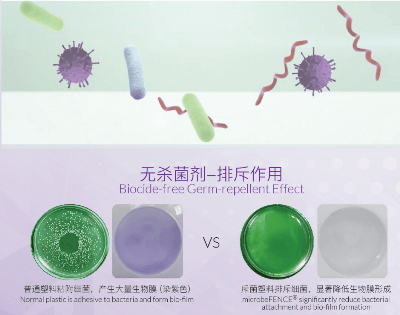 无杀菌剂-排斥作用
Biocide-free Germ-repellent Effect
VS
普通塑料粘附细菌，产生大量生物膜 (染紫色)
Normal plastic is adhesive to bacteria and form bio-film
斥菌塑料排斥细菌，显著降低生物膜形成
microbeFENCE® significantly reduce bacterial
attachment and bio-film formation